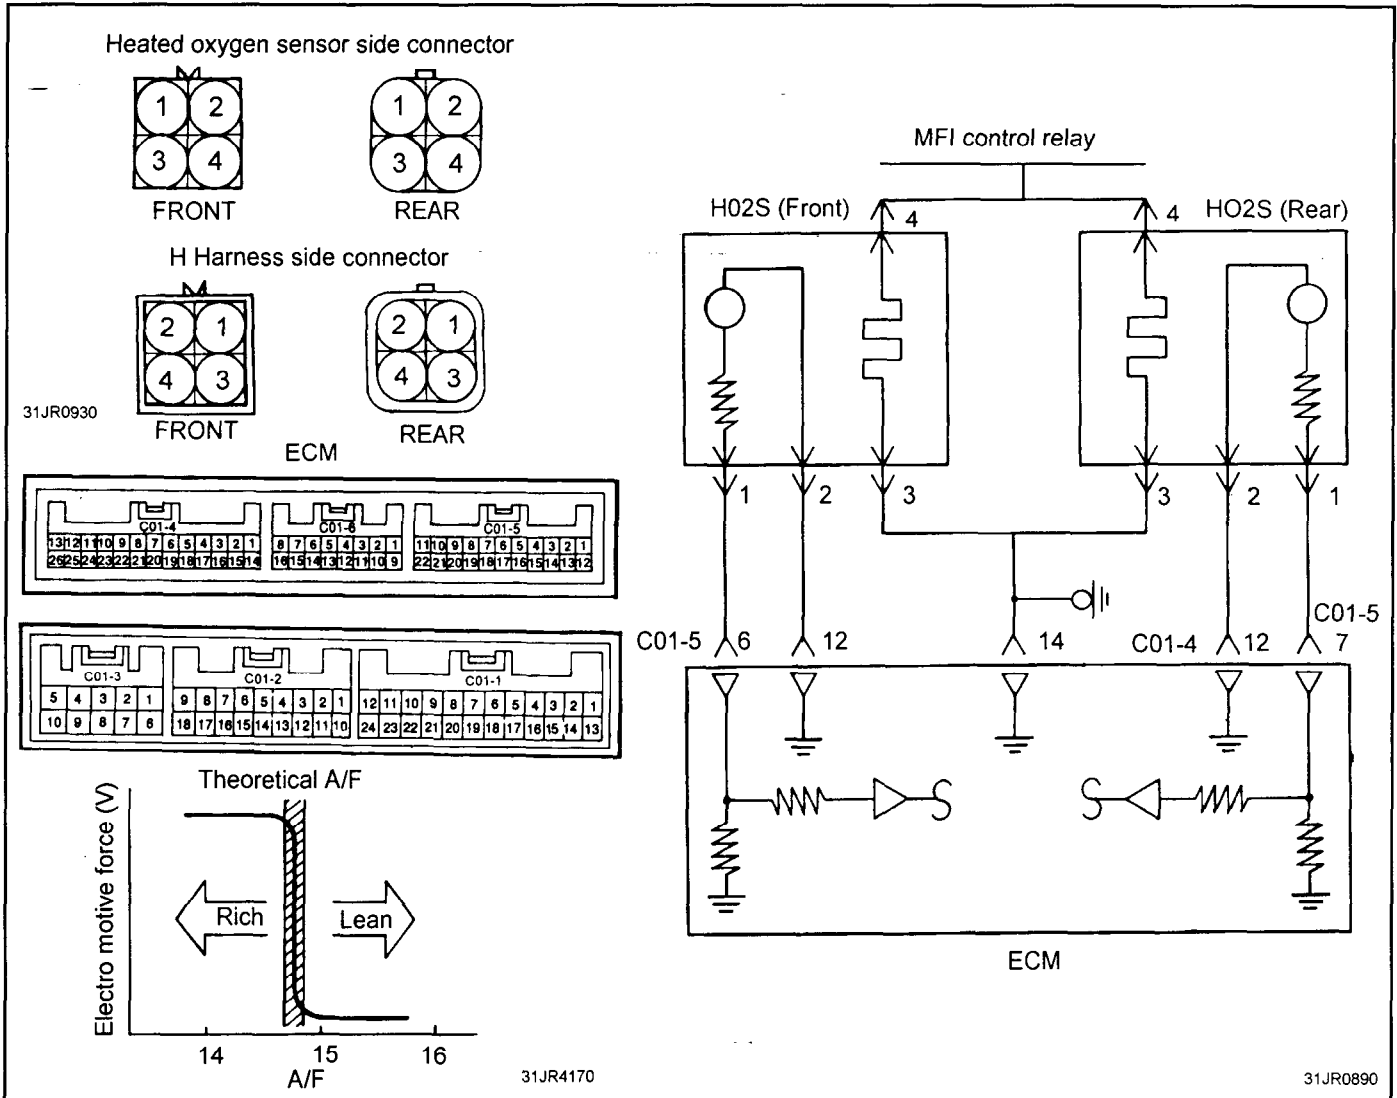 Heated oxygen sensor side connector
1 2
3 4
FRONT
1 2
3 4
REAR
H Harness side connector
2 1
4 3
FRONT
2 1
4 3
REAR
31JR0930
ECM
C01-4
13 12 11 10 9 8 7 6 5 4 3 2 1
26 25 24 23 22 21 20 19 18 17 16 15 14
C01-6
8 7 6 5 4 3 2 1
16 15 14 13 12 11 10 9
C01-5
11 10 9 8 7 6 5 4 3 2 1
22 21 20 19 18 17 16 15 14 13 12
C01-3
5 4 3 2 1
10 9 8 7 6
C01-2
9 8 7 6 5 4 3 2 1
18 17 16 15 14 13 12 11 10
C01-1
12 11 10 9 8 7 6 5 4 3 2 1
24 23 22 21 20 19 18 17 16 15 14 13
Theoretical A/F
Electro motive force (V)
Rich
Lean
14 15 16
A/F
31JR4170
MFI control relay
H02S (Front)
4
4
HO2S (Rear)
1 2 3 3 2 1
C01-5
C01-5 6 12 14 C01-4 12 7
ECM
31JR0890